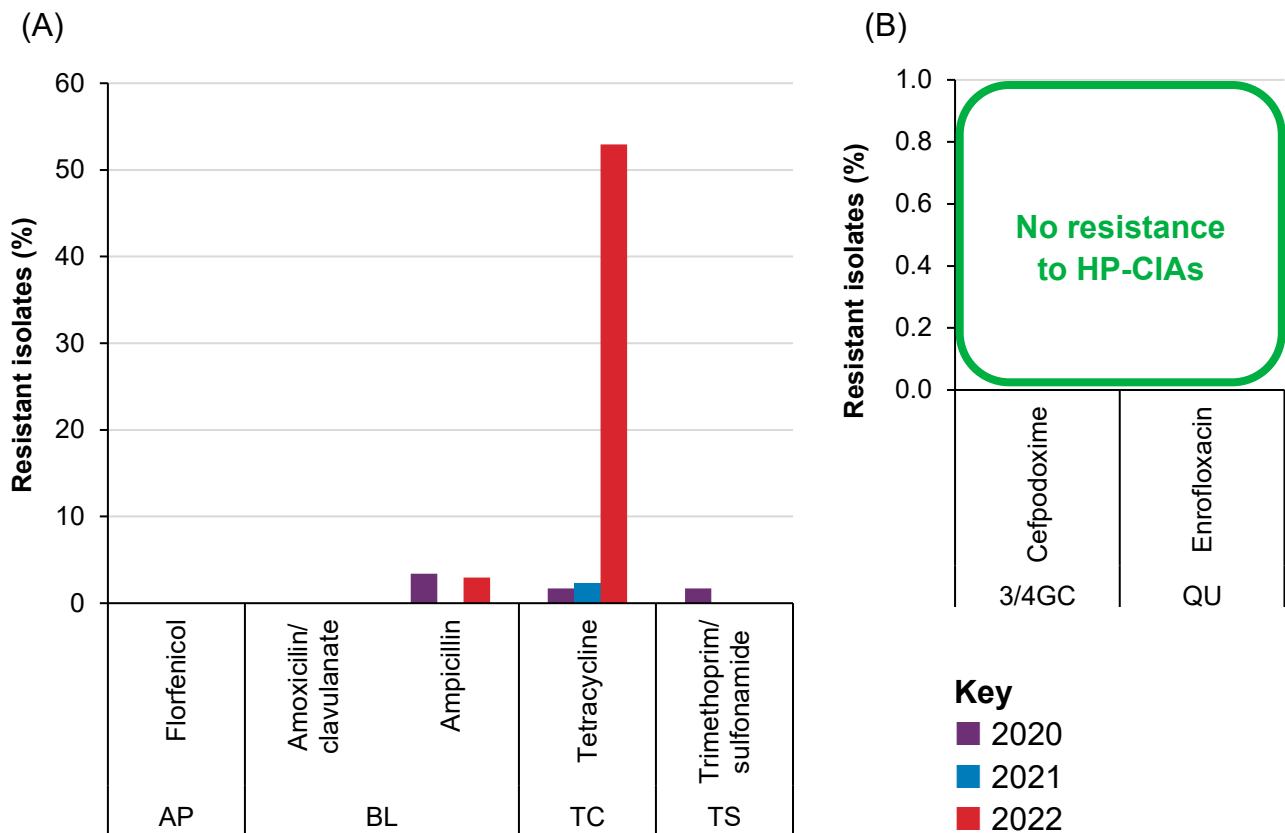 (A)
Resistant isolates (%)
60
50
40
30
20
10
0
Florfenicol
Amoxicilin/
clavulanate
Ampicillin
Tetracycline
Trimethoprim/
sulfonamide
AP
BL
TC
TS
(B)
Resistant isolates (%)
1.0
0.8
0.6
0.4
0.2
0.0
No resistance
to HP-CIAs
Cefpodoxime
Enrofloxacin
3/4GC
QU
Key
2020
2021
2022